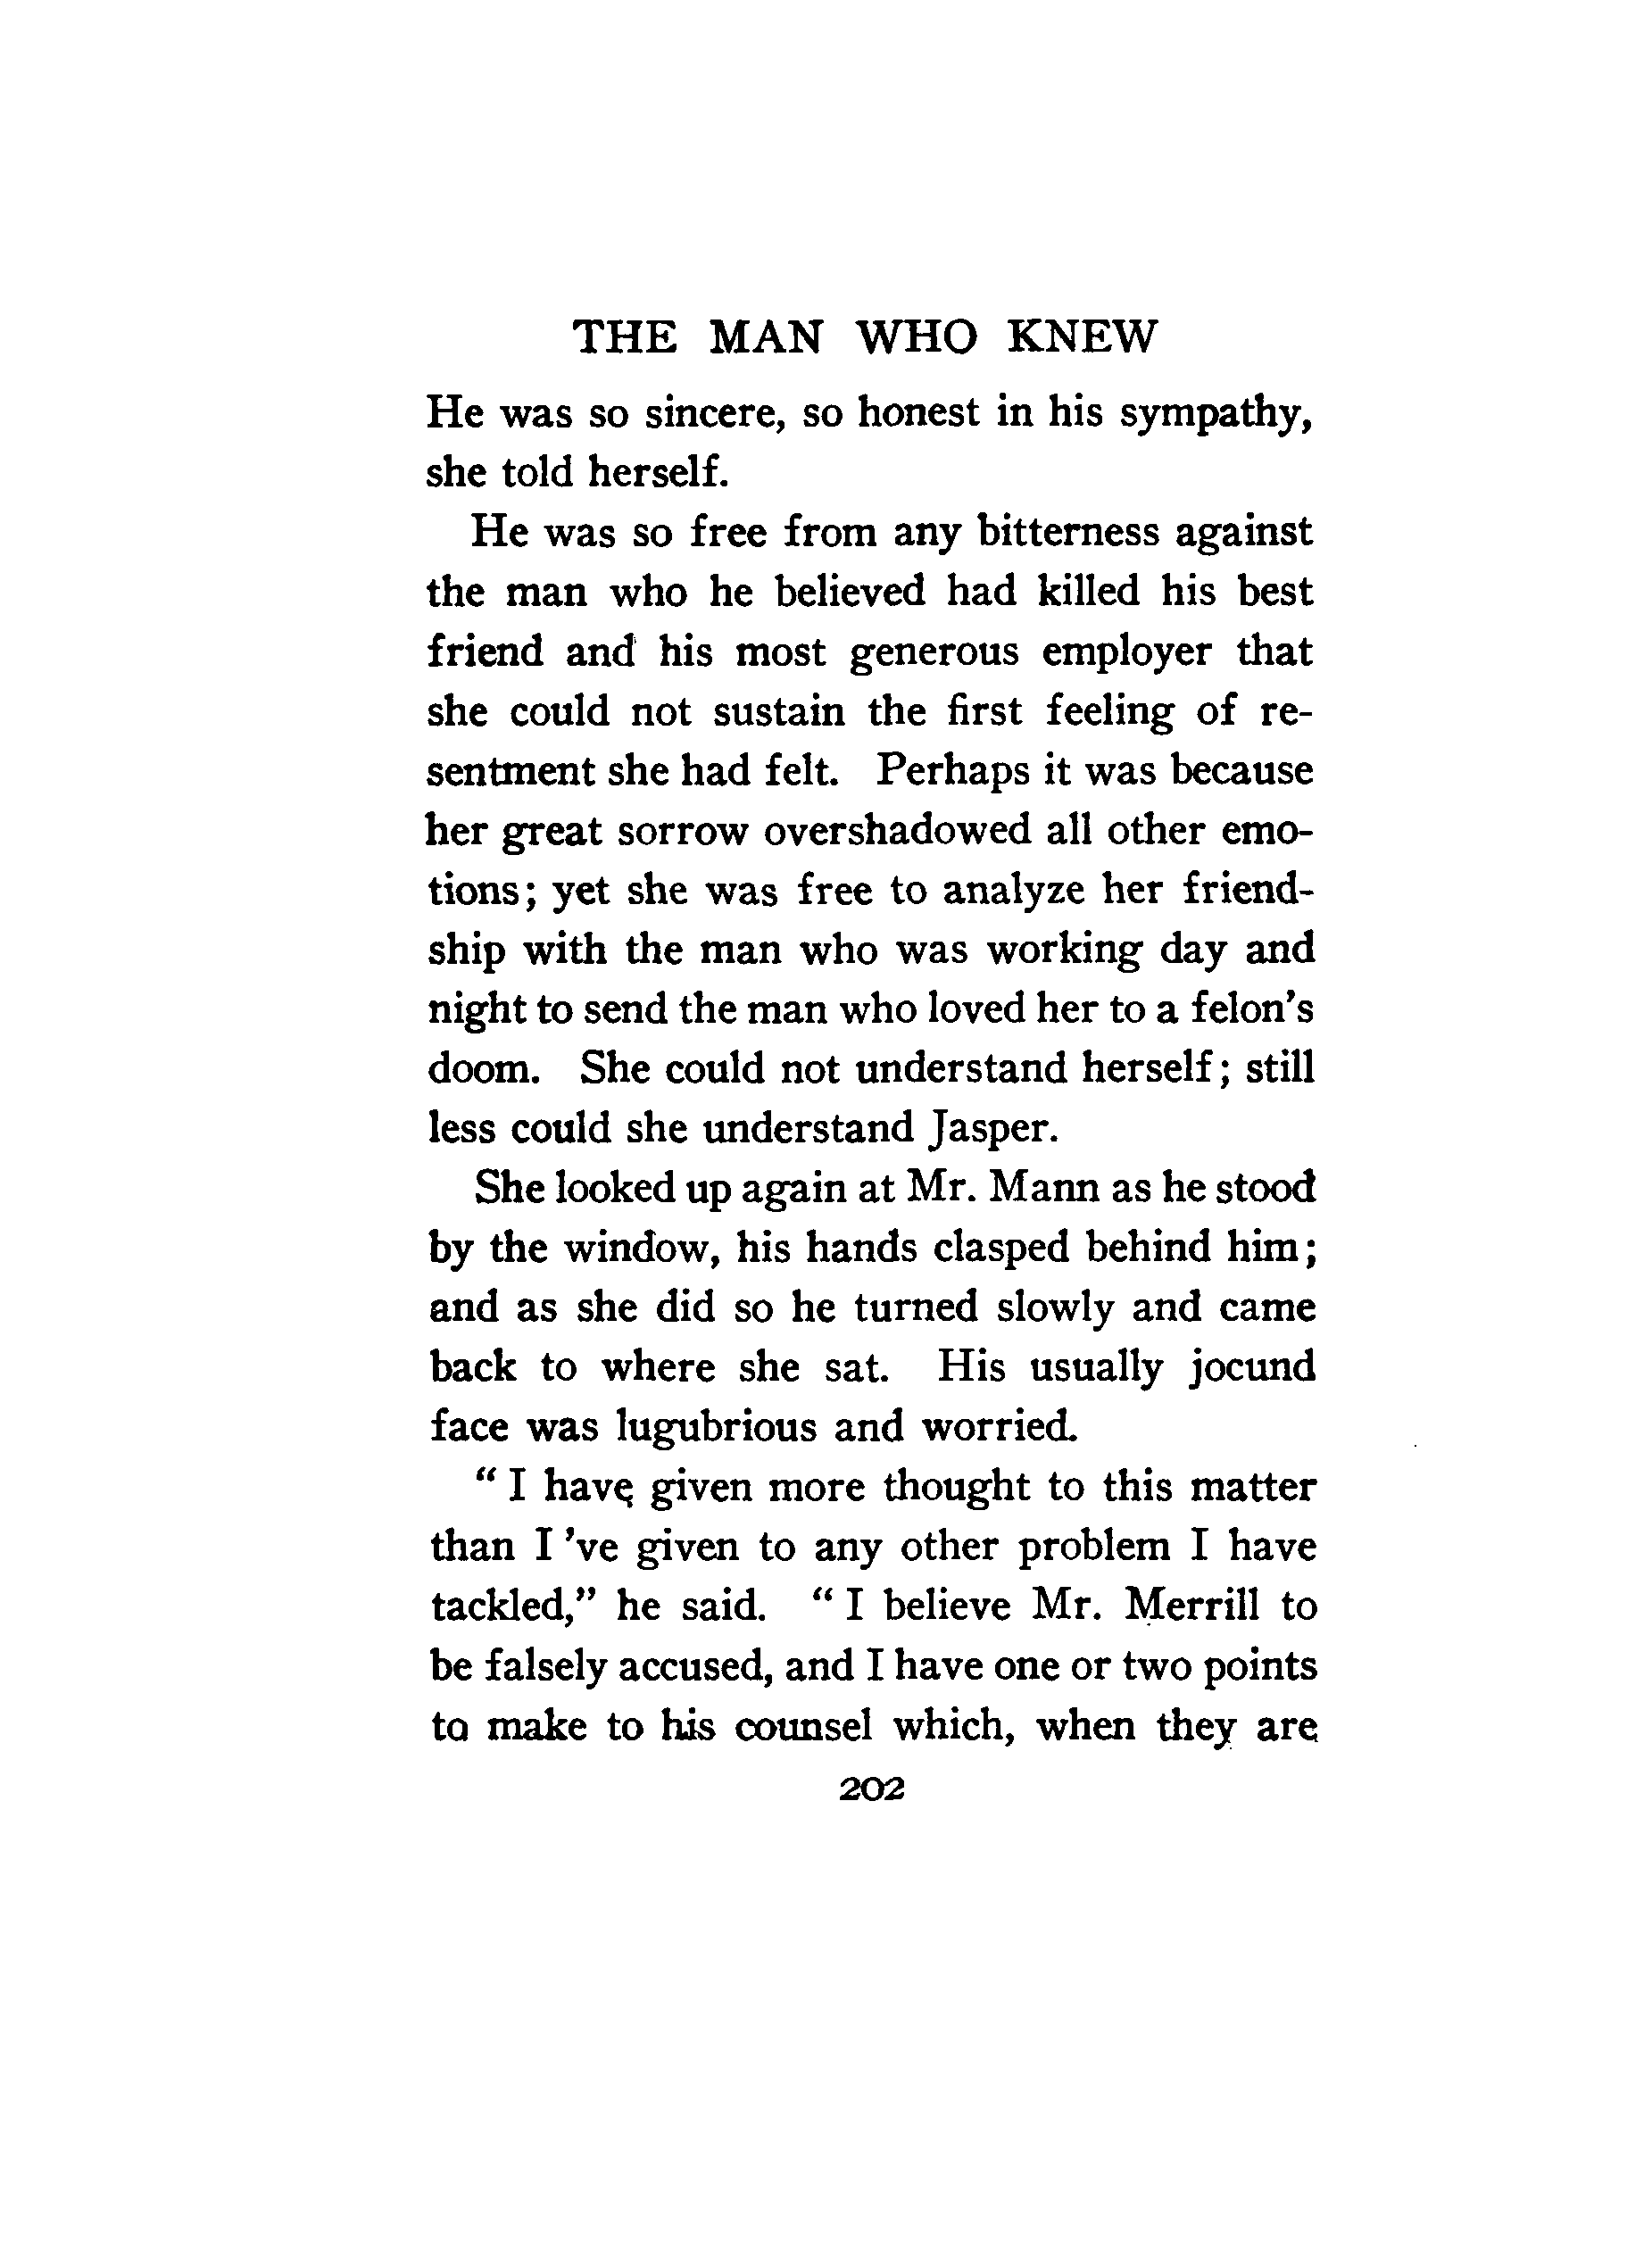 THE MAN WHO KNEW
He was so sincere, so honest in his sympathy,
she told herself.
He was so free from any bitterness against
the man who he believed had killed his best
friend and his most generous employer that
she could not sustain the first feeling of re-
sentment she had felt. Perhaps it was because
her great sorrow overshadowed all other emo-
tions; yet she was free to analyze her friend-
ship with the man who was working day and
night to send the man who loved her to a felon's
doom. She could not understand herself; still
less could she understand Jasper.
She looked up again at Mr. Mann as he stood
by the window, his hands clasped behind him;
and as she did so he turned slowly and came
back to where she sat. His usually jocund
face was lugubrious and worried.
" I have given more thought to this matter
than I 've given to any other problem I have
tackled," he said. " I believe Mr. Merrill to
be falsely accused, and I have one or two points
to make to his counsel which, when they are
202